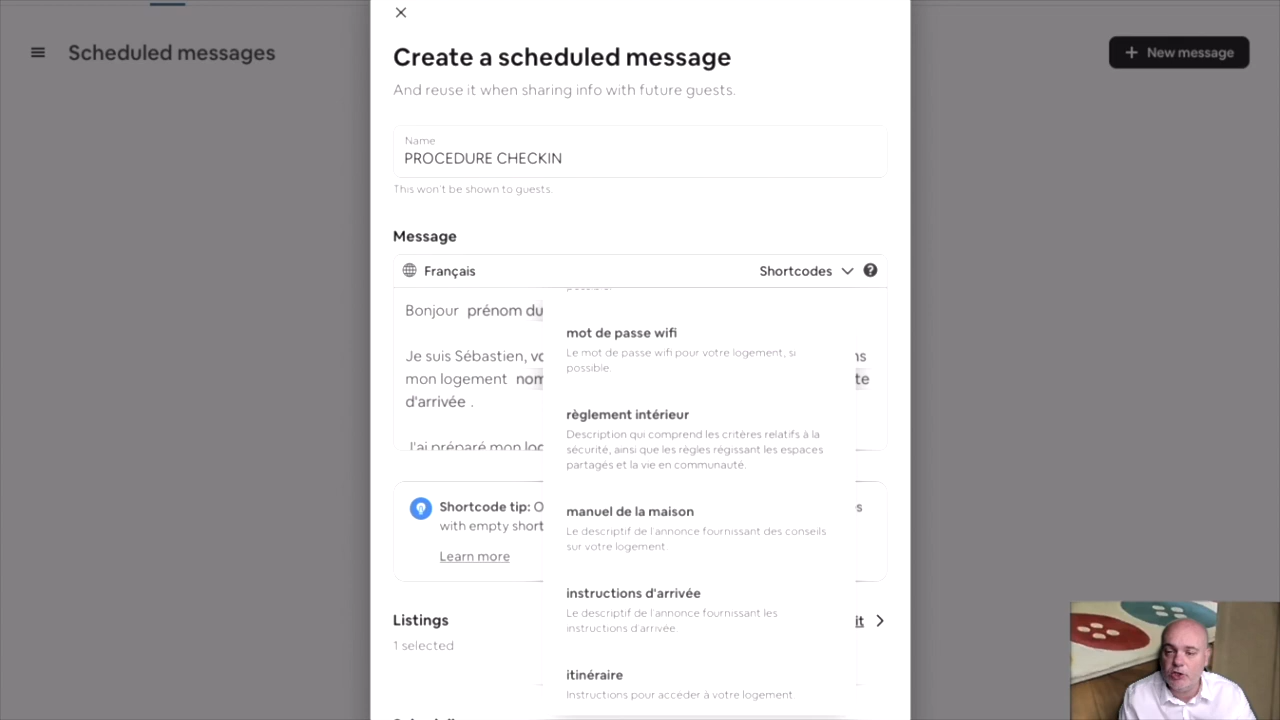 Scheduled messages
New message
Create a scheduled message
And reuse it when sharing info with future guests.
Name
PROCEDURE CHECKIN
This won't be shown to guests.
Message
Français
Shortcodes
Bonjour prénom du
Je suis Sébastien,
mon logement
d'arrivée .
J'ai préparé mon
possible.
mot de passe wifi
Le mot de passe wifi pour votre logement, si
possible.
règlement intérieur
Description qui comprend les critères relatifs à la
sécurité, ainsi que les règles régissant les espaces
partagés et la vie en communauté.
manuel de la maison
Le descriptif de l'annonce fournissant des conseils
sur votre logement
instructions d'arrivée
Le descriptif de l'annonce fournissant les
instructions d'arrivée.
itinéraire
Instructions pour accéder à votre logement
Shortcode tip:
with empty
Learn more
Listings
1 selected